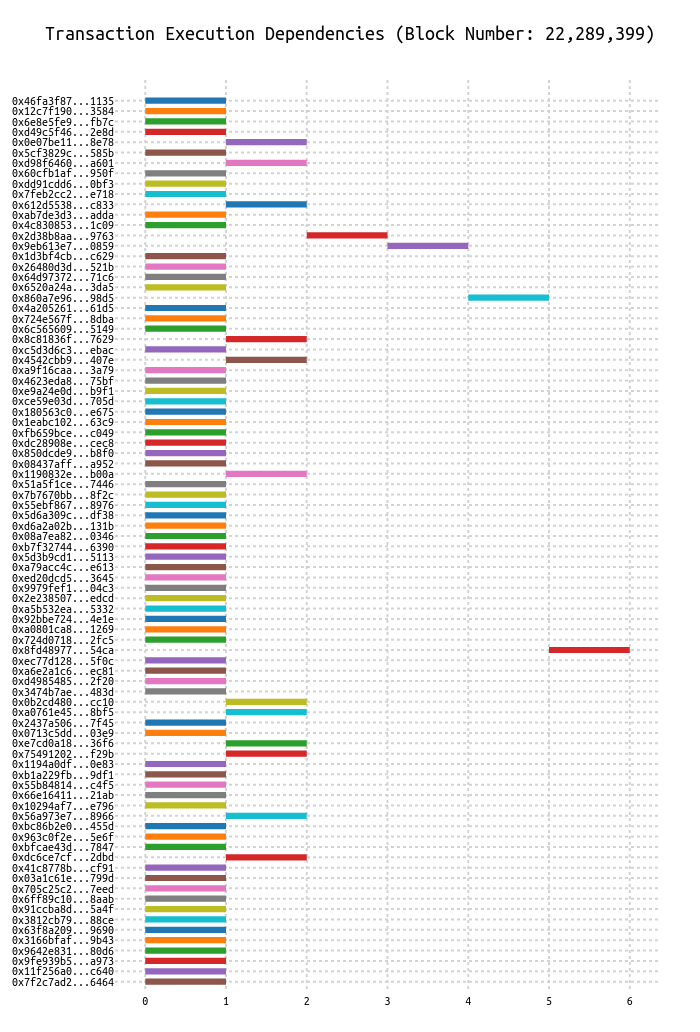 Transaction Execution Dependencies (Block Number: 22,289,399)
0x46fa3f87...1135
0x12c7f190...3584
0x6e8e5fe9...fb7c
0xd49c5f46...2e8d
0x0e07be11...8e78
0x5cf3829c...585b
0xd98f6460...a601
0x60cfb1af...950f
0xdd91cdd6...0bf3
0x7feb2cc2...e718
0x612d5538...c833
0xab7de3d3...adda
0x4c830853...1c09
0x2d38b8aa...9763
0x9eb613e7...0859
0x1d3bf4cb...c629
0x26480d3d...521b
0x64d97372...71c6
0x6520a24a...3da5
0x860a7e96...98d5
0x4a205261...61d5
0x724e567f...8dba
0x6c565609...5149
0x8c81836f...7629
0xc5d3d6c3...ebac
0x4542cbb9...407e
0xa9f16caa...3a79
0x4623eda8...75bf
0xe9a24e0d...b9f1
0xce59e03d...705d
0x180563c0...e675
0x1eabc102...63c9
0xfb659bce...c049
0xdc28908e...cec8
0x850dcde9...b8f0
0x08437aff...a952
0x1190832e...b00a
0x51a5f1ce...7446
0x7b7670bb...8f2c
0x55ebf867...8976
0x5d6a309c...df38
0xd6a2a02b...131b
0x08a7ea82...0346
0xb7f32744...6390
0x5d3b9cd1...5113
0xa79acc4c...e613
0xed20dcd5...3645
0x9979fef1...04c3
0x2e238507...edcd
0xa5b532ea...5332
0x92bbe724...4e1e
0xa0801ca8...1269
0x724d0718...2fc5
0x8fd48977...54ca
0xec77d128...5f0c
0xa6e2a1c6...ec81
0xd4985485...2f20
0x3474b7ae...483d
0x0b2cd480...cc10
0xa0761e45...8bf5
0x2437a506...7f45
0x0713c5dd...03e9
0xe7cd0a18...36f6
0x75491202...f29b
0x1194a0df...0e83
0xb1a229fb...9df1
0x55b84814...c4f5
0x66e16411...21ab
0x10294af7...e796
0x56a973e7...8966
0xbc86b2e0...455d
0x963c0f2e...5e6f
0xbfcae43d...7847
0xdc6ce7cf...2dbd
0x41c8778b...cf91
0x03a1c61e...799d
0x705c25c2...7eed
0x6ff89c10...8aab
0x91ccba8d...5a4f
0x3812cb79...88ce
0x63f8a209...9690
0x3166bfaf...9b43
0x9642e831...80d6
0x9fe939b5...a973
0x11f256a0...c640
0x7f2c7ad2...6464
0 1 2 3 4 5 6